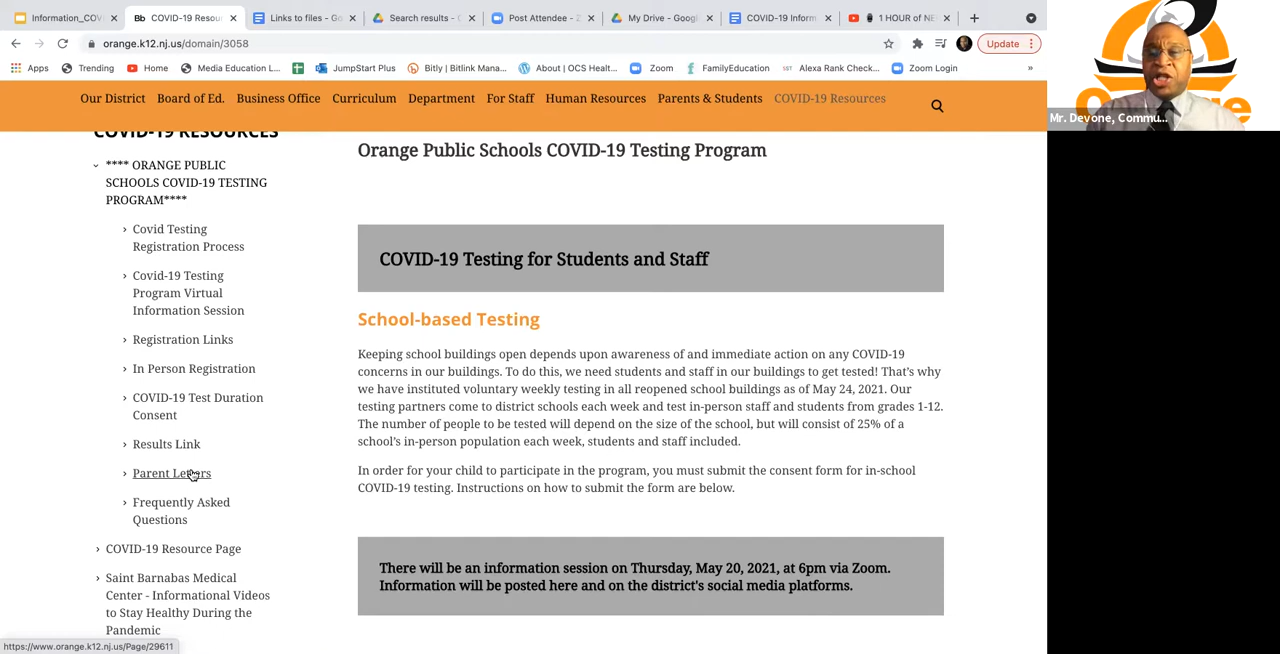 Information_COV
Bb COVID-19 Resou
Links to files - Go
Search results - C
Post Attendee - Z
My Drive - Googl
COVID-19 Inform
1 HOUR of NE
orange.k12.nj.us/domain/3058
Update
Apps
Trending
Home
Media Education L...
JumpStart Plus
Bitly | Bitlink Mana...
About | OCS Healt...
Zoom
FamilyEducation
Alexa Rank Check...
Zoom Login
»
Our District
Board of Ed.
Business Office
Curriculum
Department
For Staff
Human Resources
Parents & Students
COVID-19 Resources
Mr. Devone, Commu...
COVID-19 RESOURCES
**** ORANGE PUBLIC
SCHOOLS COVID-19 TESTING
PROGRAM****
Covid Testing
Registration Process
Covid-19 Testing
Program Virtual
Information Session
Registration Links
In Person Registration
COVID-19 Test Duration
Consent
Results Link
Parent Letters
Frequently Asked
Questions
COVID-19 Resource Page
Saint Barnabas Medical
Center - Informational Videos
to Stay Healthy During the
Pandemic
Orange Public Schools COVID-19 Testing Program
COVID-19 Testing for Students and Staff
School-based Testing
Keeping school buildings open depends upon awareness of and immediate action on any COVID-19
concerns in our buildings. To do this, we need students and staff in our buildings to get tested! That's why
we have instituted voluntary weekly testing in all reopened school buildings as of May 24, 2021. Our
testing partners come to district schools each week and test in-person staff and students from grades 1-12.
The number of people to be tested will depend on the size of the school, but will consist of 25% of a
school's in-person population each week, students and staff included.
In order for your child to participate in the program, you must submit the consent form for in-school
COVID-19 testing. Instructions on how to submit the form are below.
There will be an information session on Thursday, May 20, 2021, at 6pm via Zoom.
Information will be posted here and on the district's social media platforms.
https://www.orange.k12.nj.us/Page/29611